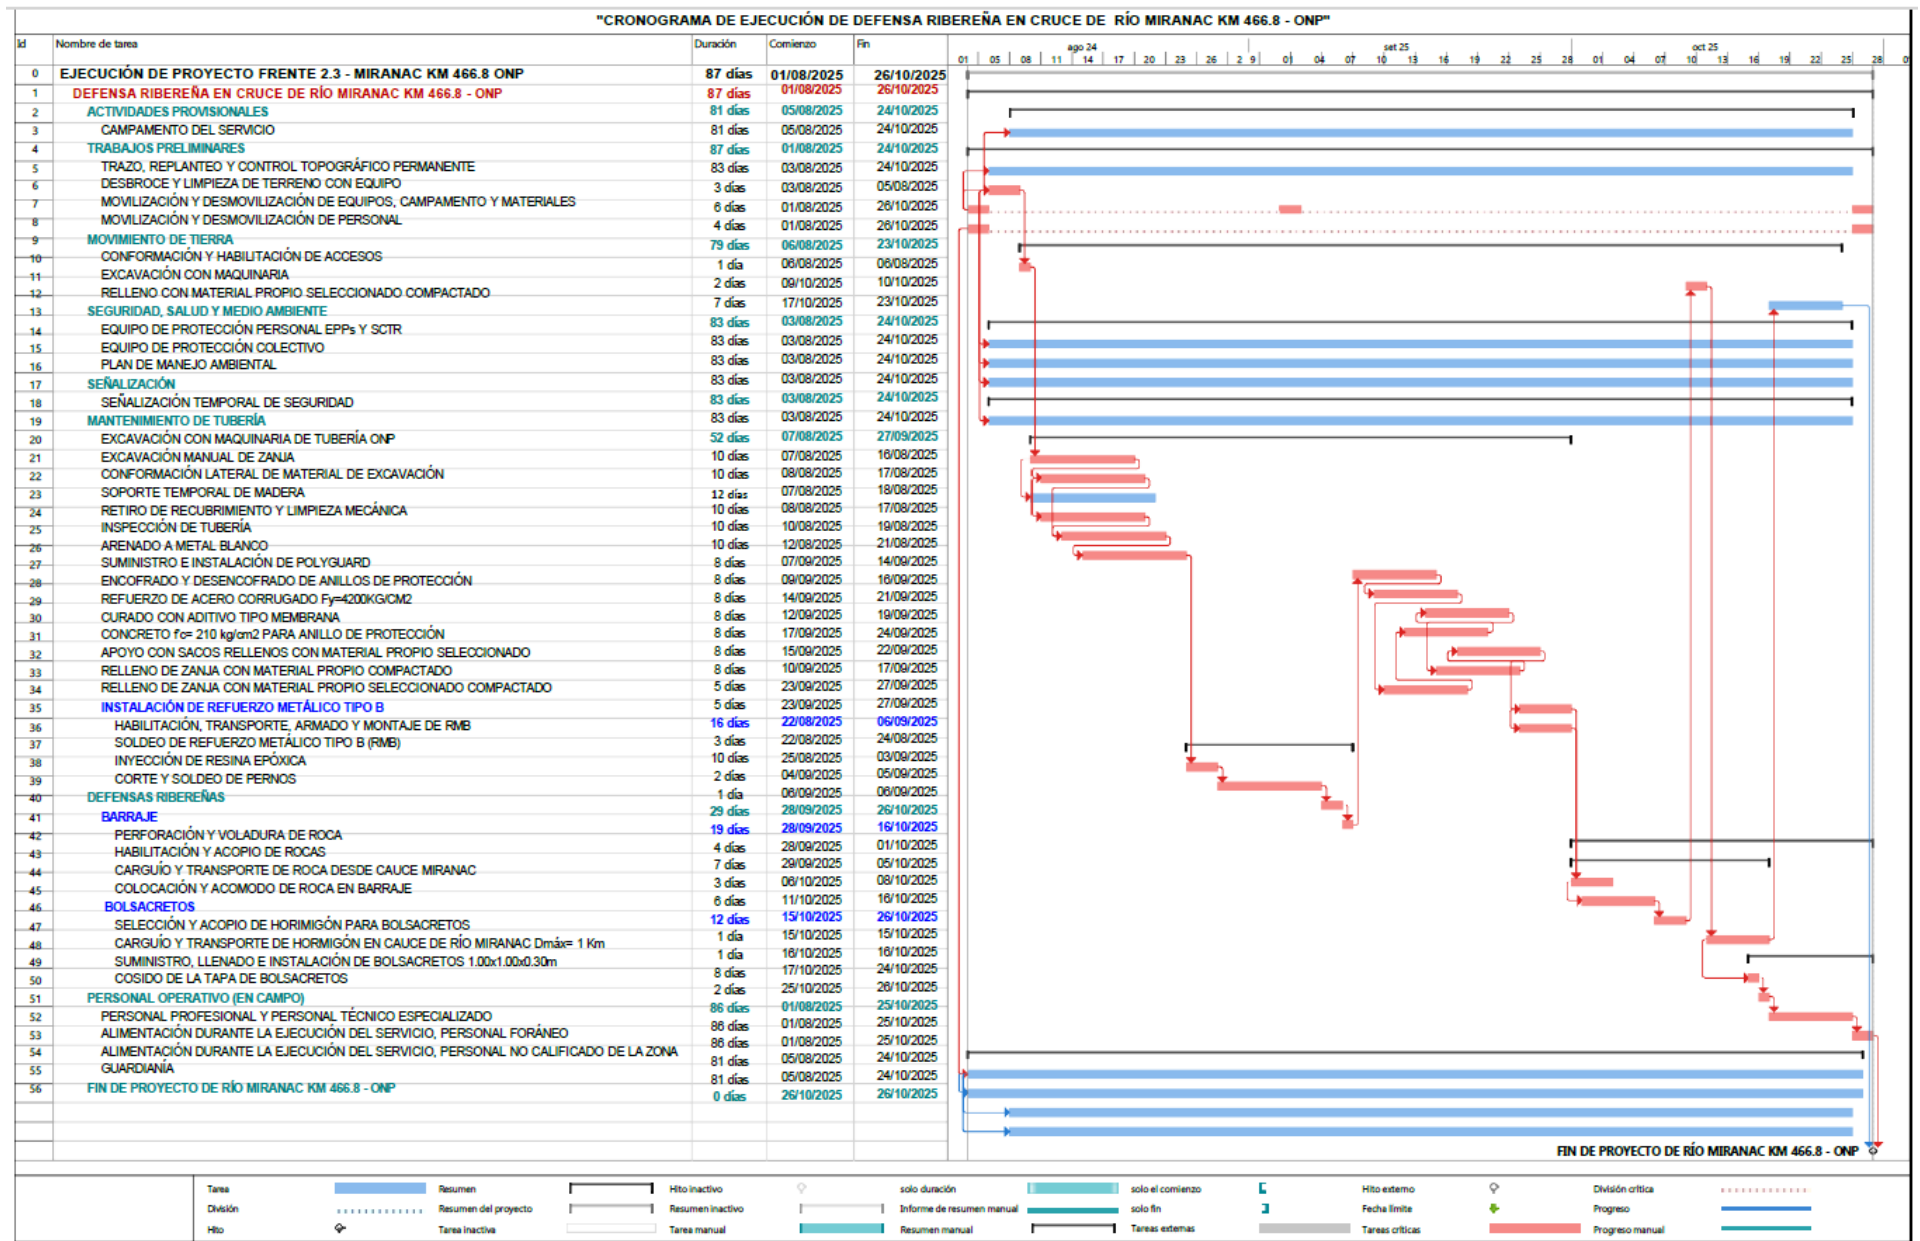 "CRONOGRAMA DE EJECUCIÓN DE DEFENSA RIBEREÑA EN CRUCE DE RÍO MIRANAC KM 466.8 - ONP"
Id Nombre de tarea Duración Comienzo Fin ago 24 set 25 oct 25
01 05 08 11 14 17 20 23 26 2 9 01 04 07 10 13 16 19 22 25 28 01 04 07 10 13 16 19 22 25 28
0 EJECUCIÓN DE PROYECTO FRENTE 2.3 - MIRANAC KM 466.8 ONP 87 días 01/08/2025 26/10/2025
1 DEFENSA RIBEREÑA EN CRUCE DE RÍO MIRANAC KM 466.8 - ONP 87 días 01/08/2025 26/10/2025
2 ACTIVIDADES PROVISIONALES 81 días 05/08/2025 24/10/2025
3 CAMPAMENTO DEL SERVICIO 81 días 05/08/2025 24/10/2025
4 TRABAJOS PRELIMINARES 87 días 01/08/2025 24/10/2025
5 TRAZO, REPLANTEO Y CONTROL TOPOGRÁFICO PERMANENTE 83 días 03/08/2025 24/10/2025
6 DESBROCE Y LIMPIEZA DE TERRENO CON EQUIPO 3 días 03/08/2025 05/08/2025
7 MOVILIZACIÓN Y DESMOVILIZACIÓN DE EQUIPOS, CAMPAMENTO Y MATERIALES 6 días 01/08/2025 26/10/2025
8 MOVILIZACIÓN Y DESMOVILIZACIÓN DE PERSONAL 4 días 01/08/2025 26/10/2025
9 MOVIMIENTO DE TIERRA 79 días 06/08/2025 23/10/2025
10 CONFORMACIÓN Y HABILITACIÓN DE ACCESOS 1 día 06/08/2025 06/08/2025
11 EXCAVACIÓN CON MAQUINARIA 2 días 09/10/2025 10/10/2025
12 RELLENO CON MATERIAL PROPIO SELECCIONADO COMPACTADO 7 días 17/10/2025 23/10/2025
13 SEGURIDAD, SALUD Y MEDIO AMBIENTE 83 días 03/08/2025 24/10/2025
14 EQUIPO DE PROTECCIÓN PERSONAL EPPs Y SCTR 83 días 03/08/2025 24/10/2025
15 EQUIPO DE PROTECCIÓN COLECTIVO 83 días 03/08/2025 24/10/2025
16 PLAN DE MANEJO AMBIENTAL 83 días 03/08/2025 24/10/2025
17 SEÑALIZACIÓN 83 días 03/08/2025 24/10/2025
18 SEÑALIZACIÓN TEMPORAL DE SEGURIDAD 83 días 03/08/2025 24/10/2025
19 MANTENIMIENTO DE TUBERÍA 52 días 07/08/2025 27/09/2025
20 EXCAVACIÓN CON MAQUINARIA DE TUBERÍA ONP 10 días 07/08/2025 16/08/2025
21 EXCAVACIÓN MANUAL DE ZANJA 10 días 08/08/2025 17/08/2025
22 CONFORMACIÓN LATERAL DE MATERIAL DE EXCAVACIÓN 12 días 07/08/2025 18/08/2025
23 SOPORTE TEMPORAL DE MADERA 10 días 08/08/2025 17/08/2025
24 RETIRO DE RECUBRIMIENTO Y LIMPIEZA MECÁNICA 10 días 10/08/2025 19/08/2025
25 INSPECCIÓN DE TUBERÍA 10 días 12/08/2025 21/08/2025
26 ARENADO A METAL BLANCO 8 días 07/09/2025 14/09/2025
27 SUMINISTRO E INSTALACIÓN DE POLYGUARD 8 días 09/09/2025 16/09/2025
28 ENCOFRADO Y DESENCOFRADO DE ANILLOS DE PROTECCIÓN 8 días 14/09/2025 21/09/2025
29 REFUERZO DE ACERO CORRUGADO Fy=4200KG/CM2 8 días 12/09/2025 19/09/2025
30 CURADO CON ADITIVO TIPO MEMBRANA 8 días 17/09/2025 24/09/2025
31 CONCRETO f'c= 210 kg/cm2 PARA ANILLO DE PROTECCIÓN 8 días 15/09/2025 22/09/2025
32 APOYO CON SACOS RELLENOS CON MATERIAL PROPIO SELECCIONADO 8 días 10/09/2025 17/09/2025
33 RELLENO DE ZANJA CON MATERIAL PROPIO COMPACTADO 5 días 23/09/2025 27/09/2025
34 RELLENO DE ZANJA CON MATERIAL PROPIO SELECCIONADO COMPACTADO 5 días 23/09/2025 27/09/2025
35 INSTALACIÓN DE REFUERZO METÁLICO TIPO B 16 días 22/08/2025 06/09/2025
36 HABILITACIÓN, TRANSPORTE, ARMADO Y MONTAJE DE RMB 3 días 22/08/2025 24/08/2025
37 SOLDEO DE REFUERZO METÁLICO TIPO B (RMB) 10 días 25/08/2025 03/09/2025
38 INYECCIÓN DE RESINA EPÓXICA 2 días 04/09/2025 05/09/2025
39 CORTE Y SOLDEO DE PERNOS 1 día 06/09/2025 06/09/2025
40 DEFENSAS RIBEREÑAS 29 días 28/09/2025 26/10/2025
41 BARRAJE 19 días 28/09/2025 16/10/2025
42 PERFORACIÓN Y VOLADURA DE ROCA 4 días 28/09/2025 01/10/2025
43 HABILITACIÓN Y ACOPIO DE ROCAS 7 días 29/09/2025 05/10/2025
44 CARGUÍO Y TRANSPORTE DE ROCA DESDE CAUCE MIRANAC 3 días 06/10/2025 08/10/2025
45 COLOCACIÓN Y ACOMODO DE ROCA EN BARRAJE 6 días 11/10/2025 16/10/2025
46 BOLSACRETOS 12 días 15/10/2025 26/10/2025
47 SELECCIÓN Y ACOPIO DE HORIMIGÓN PARA BOLSACRETOS 1 día 15/10/2025 15/10/2025
48 CARGUÍO Y TRANSPORTE DE HORMIGÓN EN CAUCE DE RÍO MIRANAC Dmáx= 1 Km 1 día 16/10/2025 16/10/2025
49 SUMINISTRO, LLENADO E INSTALACIÓN DE BOLSACRETOS 1.00x1.00x0.30m 8 días 17/10/2025 24/10/2025
50 COSIDO DE LA TAPA DE BOLSACRETOS 2 días 25/10/2025 26/10/2025
51 PERSONAL OPERATIVO (EN CAMPO) 86 días 01/08/2025 25/10/2025
52 PERSONAL PROFESIONAL Y PERSONAL TÉCNICO ESPECIALIZADO 86 días 01/08/2025 25/10/2025
53 ALIMENTACIÓN DURANTE LA EJECUCIÓN DEL SERVICIO, PERSONAL FORÁNEO 86 días 01/08/2025 25/10/2025
54 ALIMENTACIÓN DURANTE LA EJECUCIÓN DEL SERVICIO, PERSONAL NO CALIFICADO DE LA ZONA 81 días 05/08/2025 24/10/2025
55 GUARDIANÍA 81 días 05/08/2025 24/10/2025
56 FIN DE PROYECTO DE RÍO MIRANAC KM 466.8 - ONP 0 días 26/10/2025 26/10/2025
FIN DE PROYECTO DE RÍO MIRANAC KM 466.8 - ONP
Tarea Resumen Hito inactivo solo duración solo el comienzo Hito externo División crítica
División Resumen del proyecto Resumen inactivo Informe de resumen manual solo fin Fecha límite Progreso
Hito Tarea inactiva Tarea manual Resumen manual Tareas externas Tareas críticas Progreso manual